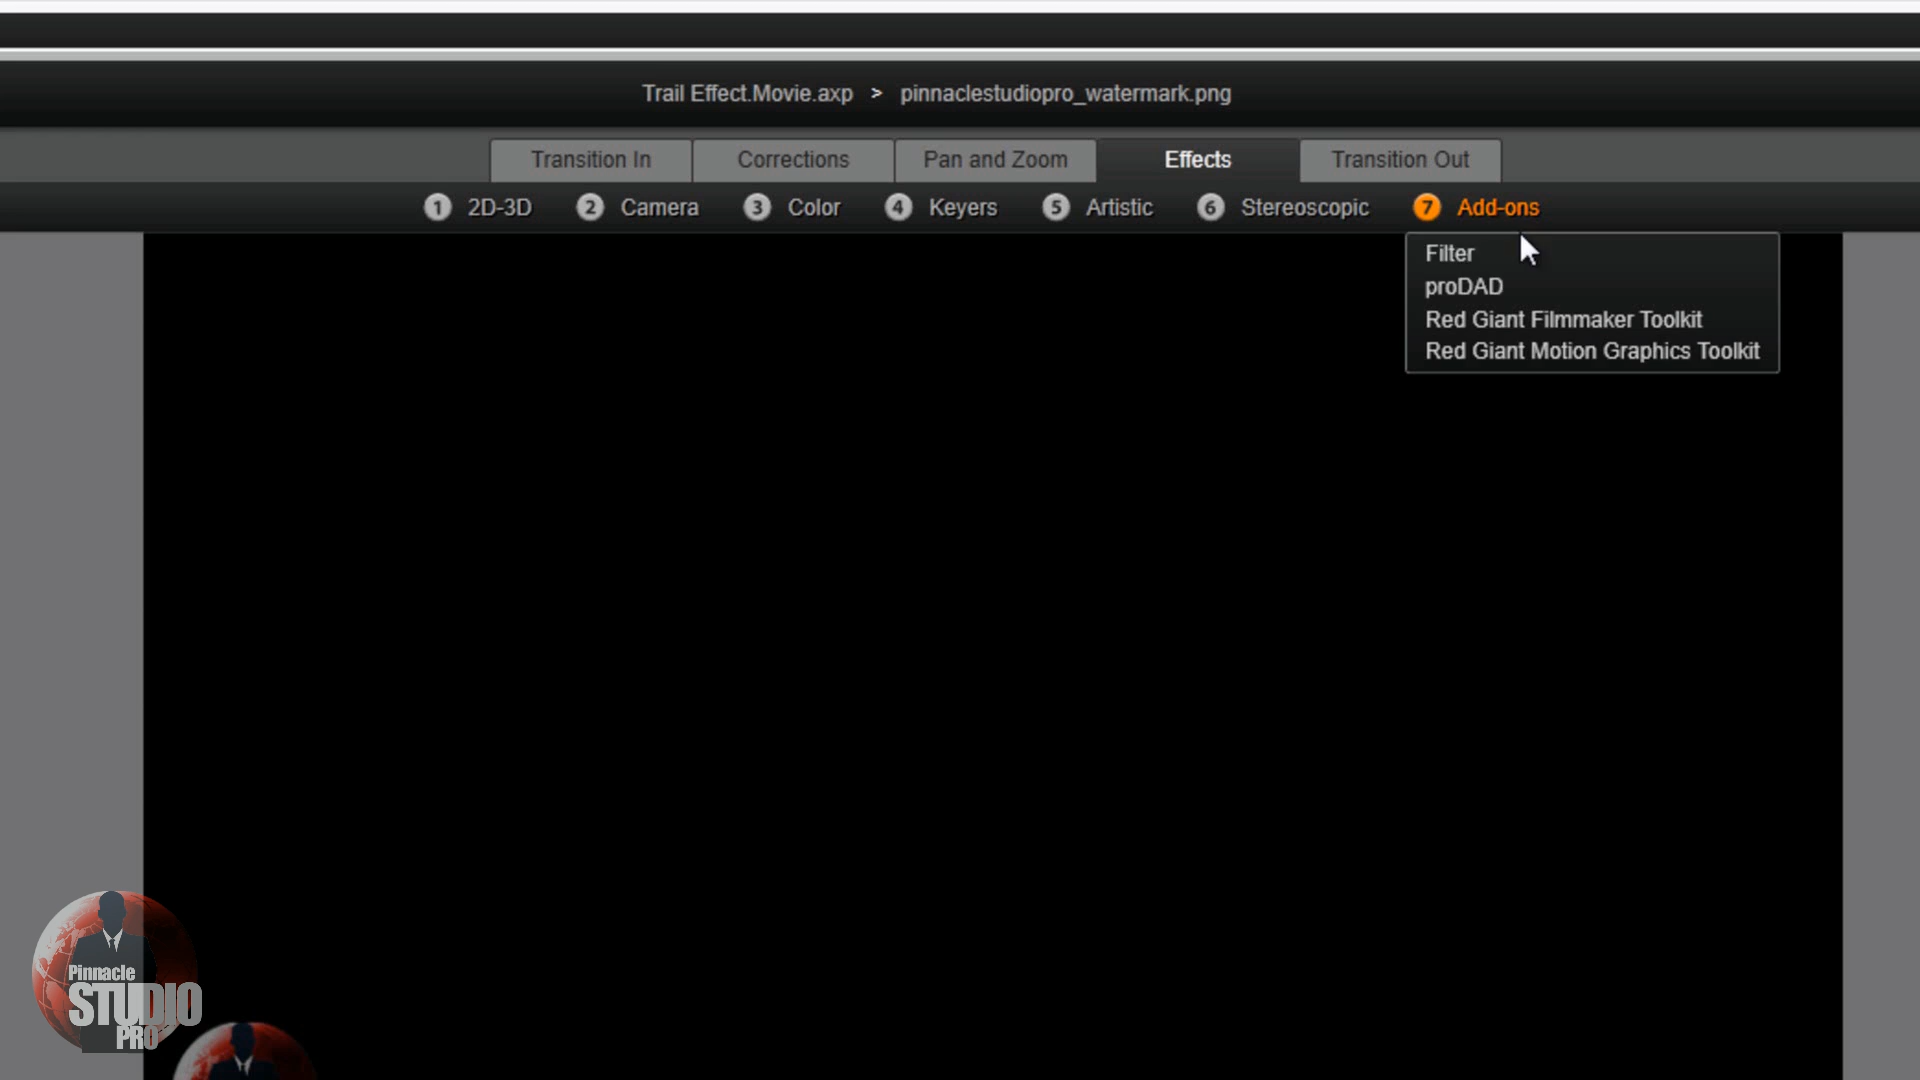 Trail Effect.Movie.axp > pinnaclestudiopro_watermark.png
Transition In Corrections Pan and Zoom Effects Transition Out
1 2D-3D 2 Camera 3 Color 4 Keyers 5 Artistic 6 Stereoscopic 7 Add-ons
Filter
proDAD
Red Giant Filmmaker Toolkit
Red Giant Motion Graphics Toolkit
Pinnacle
STUDIO
PRO